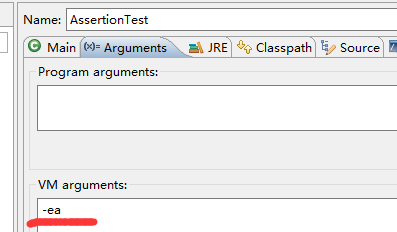 Name: AssertionTest
Main (x)= Arguments JRE Classpath Source
Program arguments:
VM arguments:
-ea